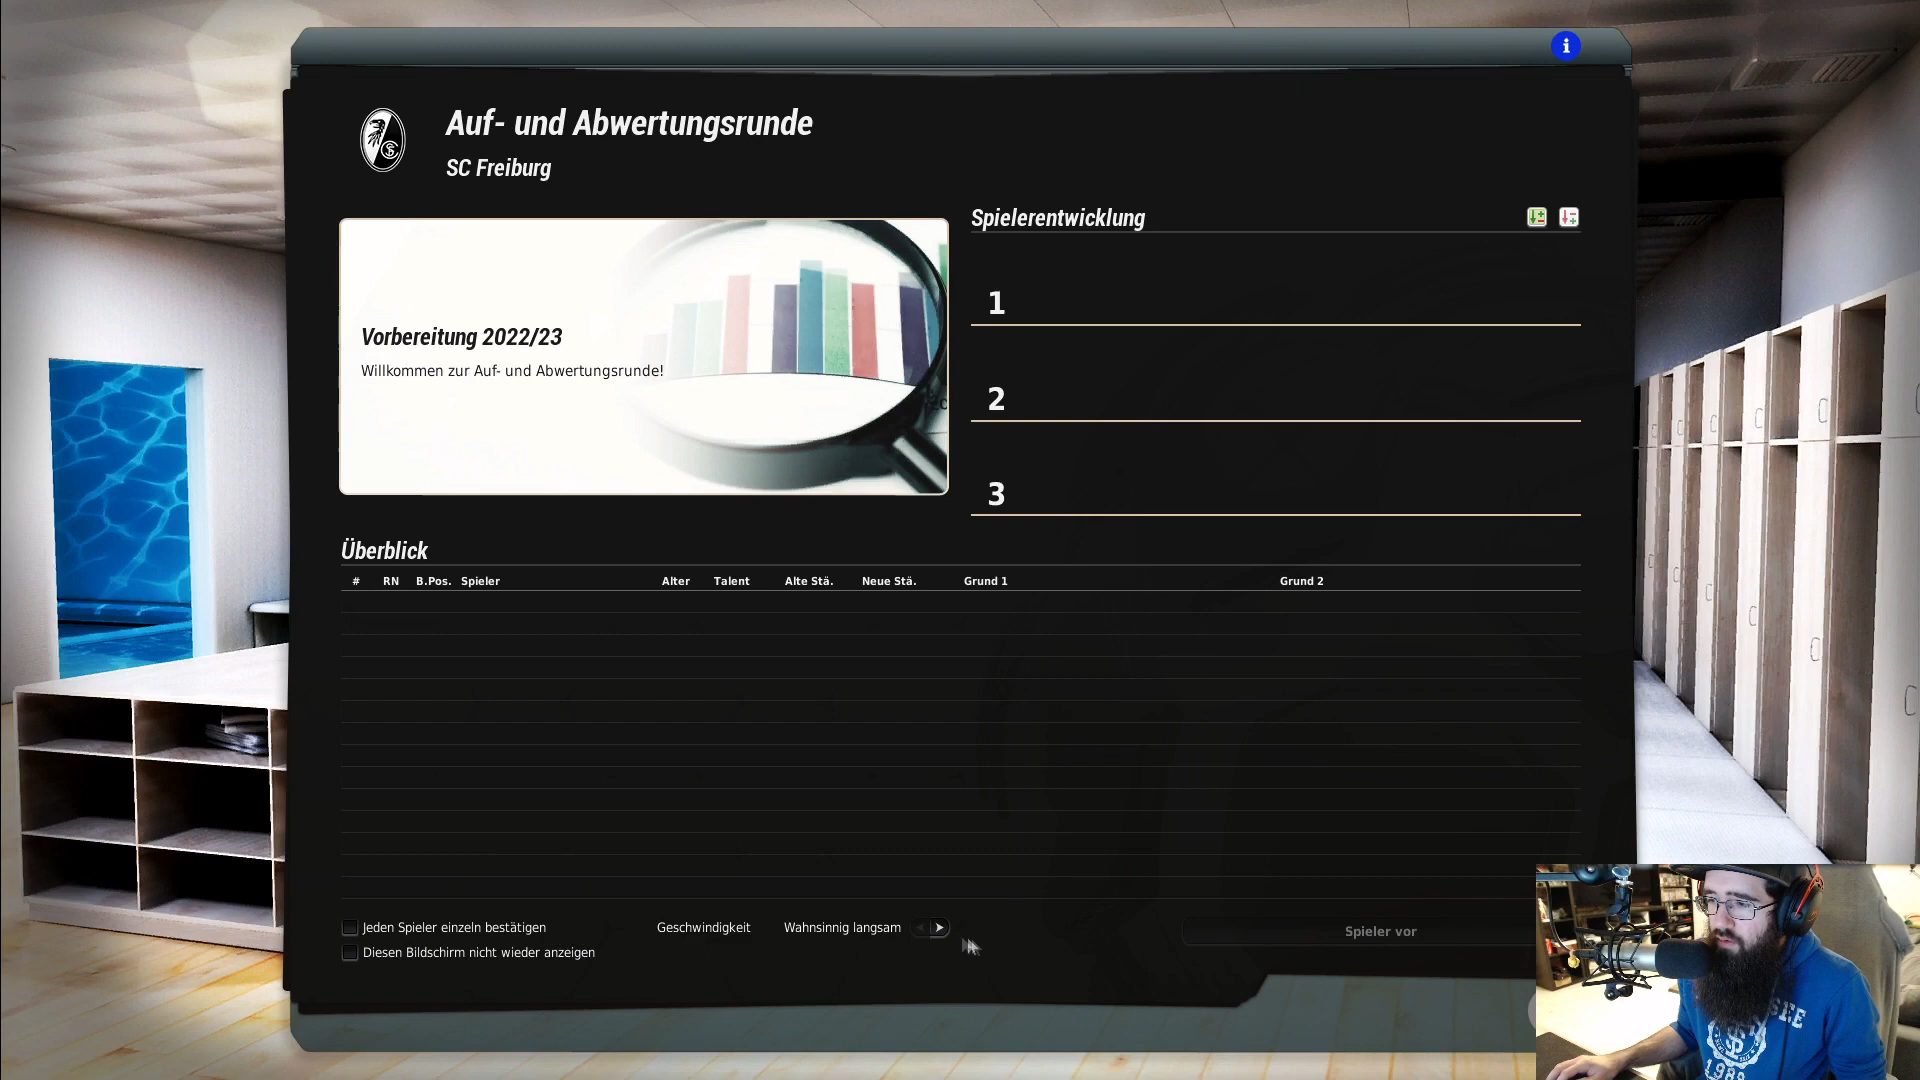 Auf- und Abwertungsrunde
SC Freiburg
Vorbereitung 2022/23
Willkommen zur Auf- und Abwertungsrunde!
Spielerentwicklung
1
2
3
Überblick
# RN B.Pos. Spieler Alter Talent Alte Stä. Neue Stä. Grund 1 Grund 2
Jeden Spieler einzeln bestätigen
Geschwindigkeit Wahnsinnig langsam
Spieler vor
Diesen Bildschirm nicht wieder anzeigen
SEE
1988